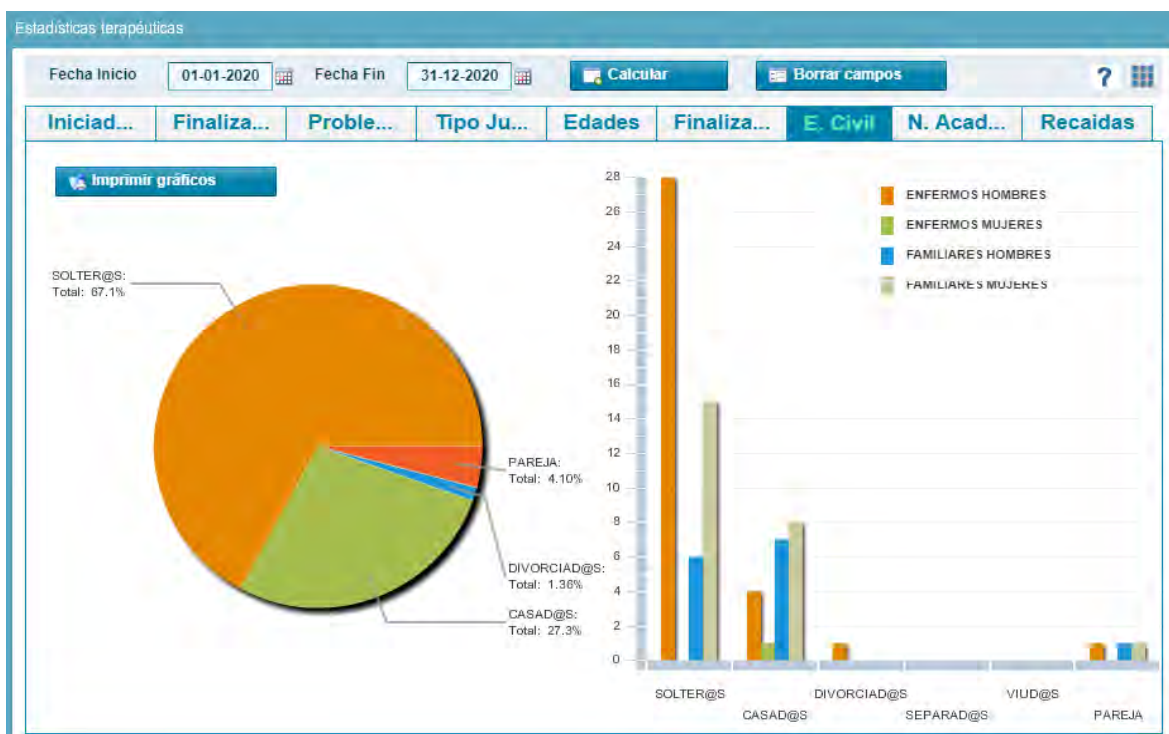 Estadísticas terapéuticas
Fecha Inicio 01-01-2020 Fecha Fin 31-12-2020 Calcular Borrar campos ?
Iniciad... Finaliza... Proble... Tipo Ju... Edades Finaliza... E. Civil N. Acad... Recaidas
Imprimir gráficos
SOLTER@S:
Total: 67.1%
PAREJA:
Total: 4.10%
DIVORCIAD@S:
Total: 1.36%
CASAD@S:
Total: 27.3%
28
26
24
22
20
18
16
14
12
10
8
6
4
2
0
ENFERMOS HOMBRES
ENFERMOS MUJERES
FAMILIARES HOMBRES
FAMILIARES MUJERES
SOLTER@S DIVORCIAD@S VIUD@S
CASAD@S SEPARAD@S PAREJA